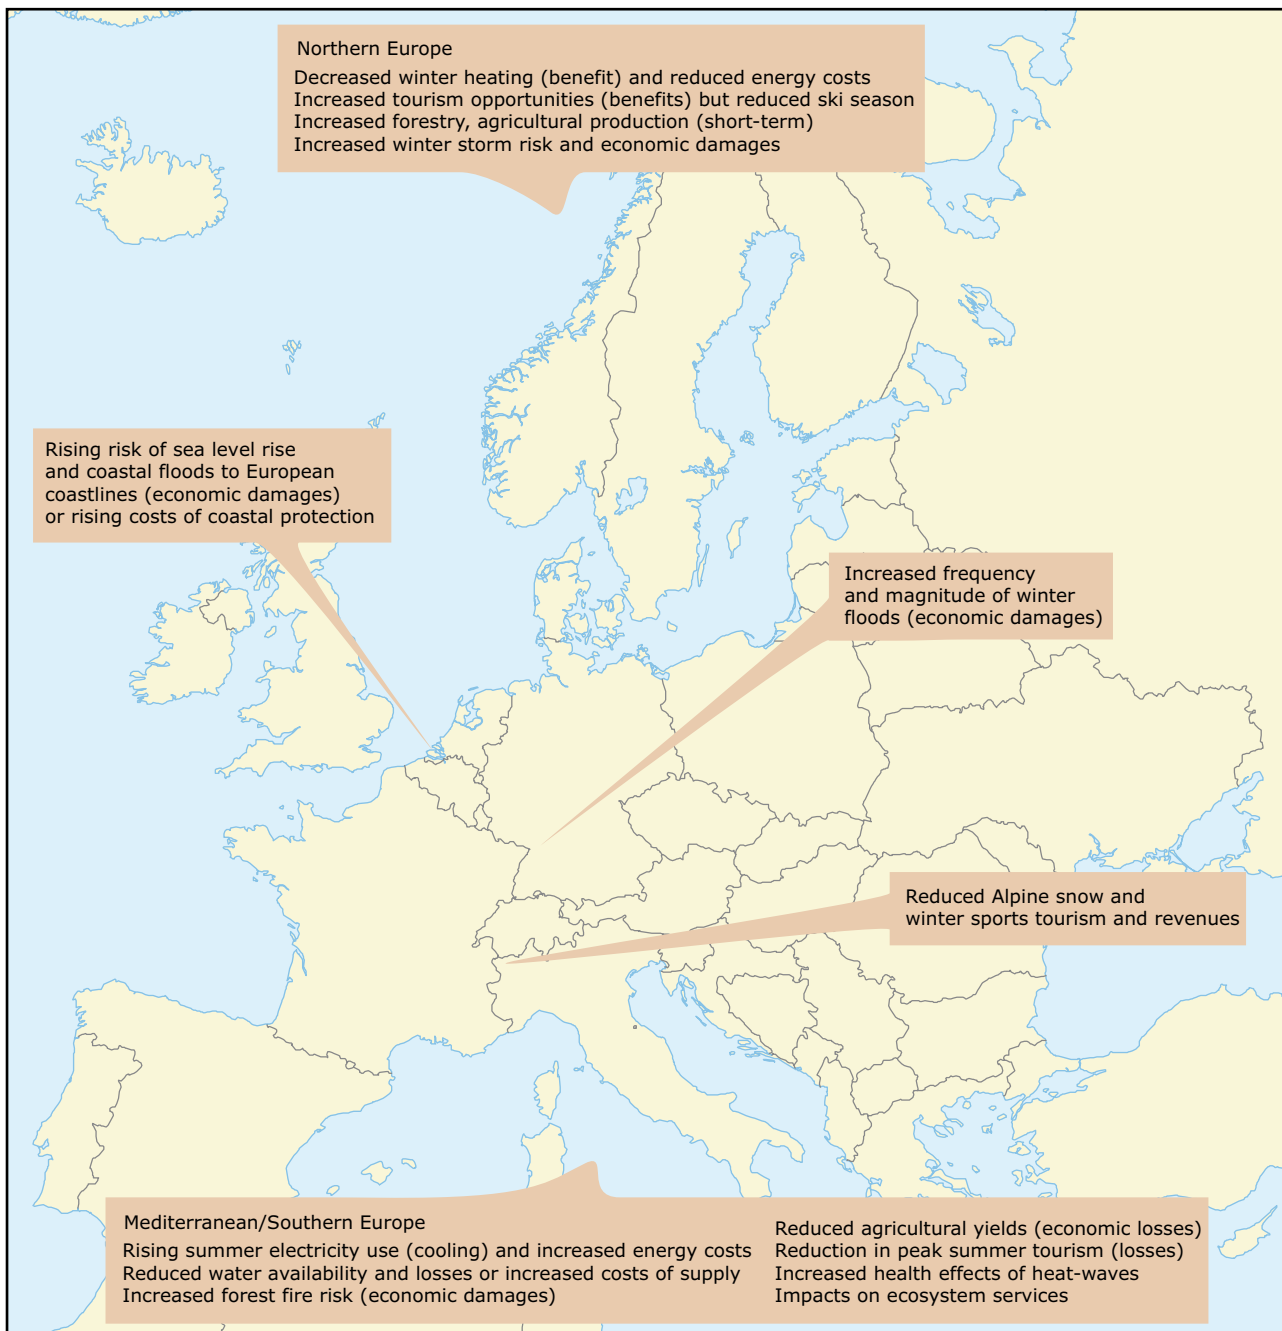 Northern Europe
Decreased winter heating (benefit) and reduced energy costs
Increased tourism opportunities (benefits) but reduced ski season
Increased forestry, agricultural production (short-term)
Increased winter storm risk and economic damages
Rising risk of sea level rise
and coastal floods to European
coastlines (economic damages)
or rising costs of coastal protection
Increased frequency
and magnitude of winter
floods (economic damages)
Reduced Alpine snow and
winter sports tourism and revenues
Mediterranean/Southern Europe
Rising summer electricity use (cooling) and increased energy costs
Reduced water availability and losses or increased costs of supply
Increased forest fire risk (economic damages)
Reduced agricultural yields (economic losses)
Reduction in peak summer tourism (losses)
Increased health effects of heat-waves
Impacts on ecosystem services